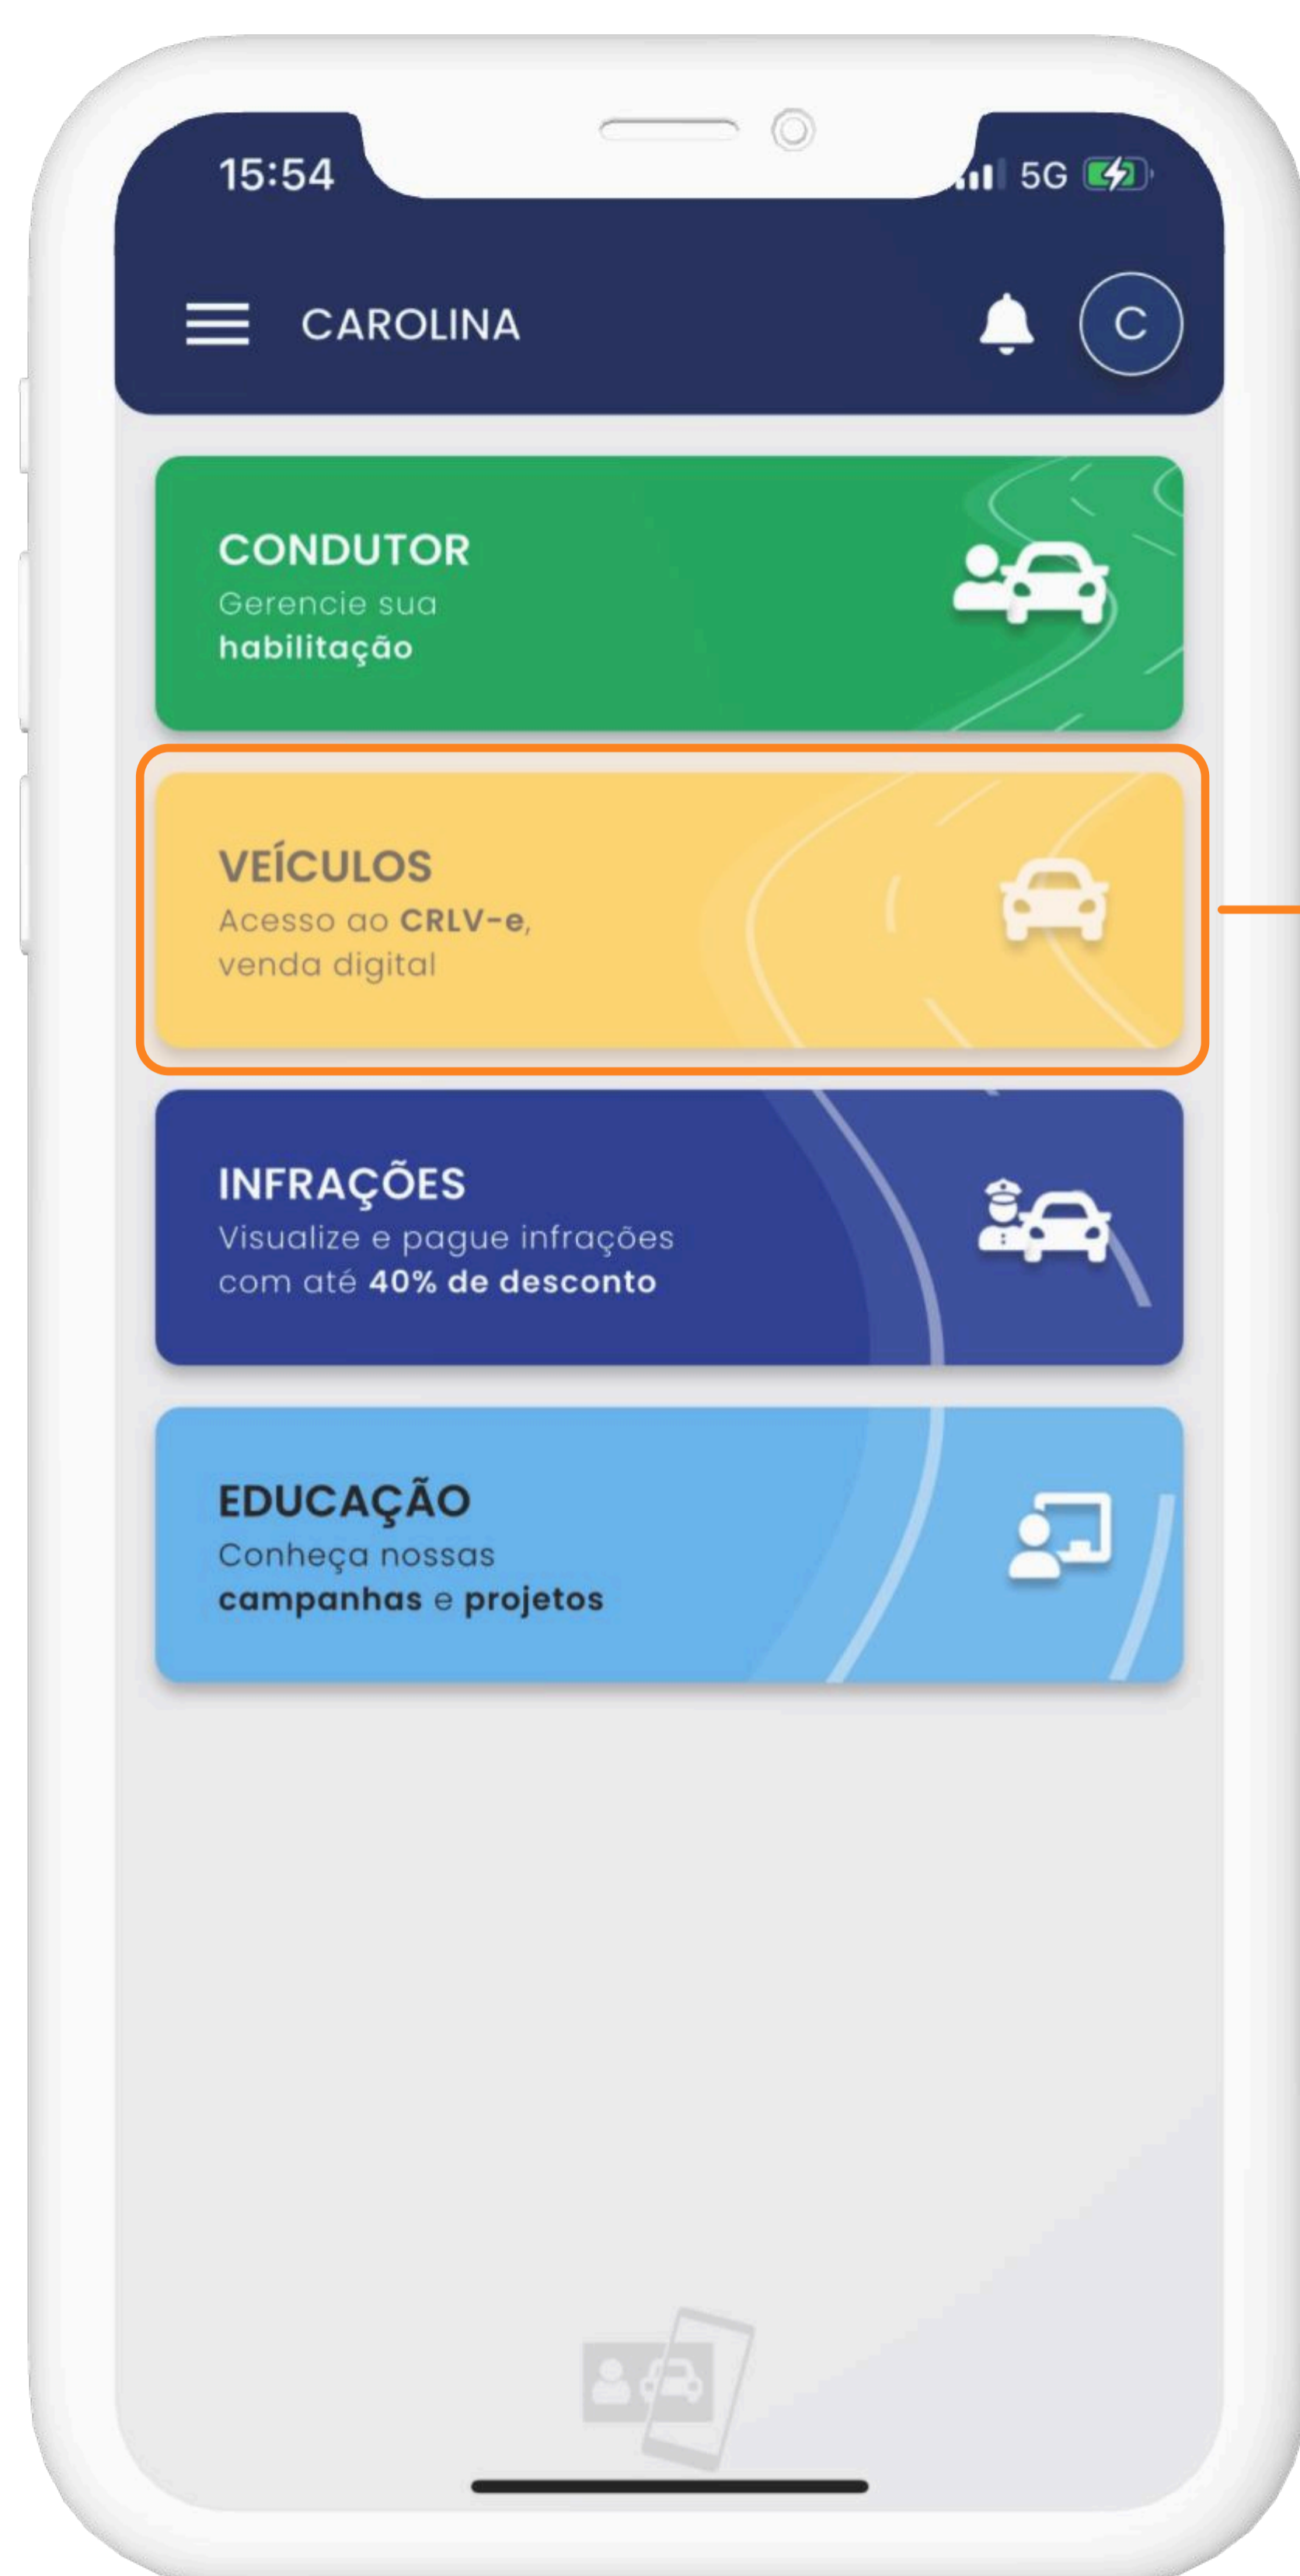 15:54
5G
CAROLINA
C
CONDUTOR
Gerencie sua
habilitação
VEÍCULOS
Acesso ao CRLV-e,
venda digital
INFRAÇÕES
Visualize e pague infrações
com até 40% de desconto
EDUCAÇÃO
Conheça nossas
campanhas e projetos